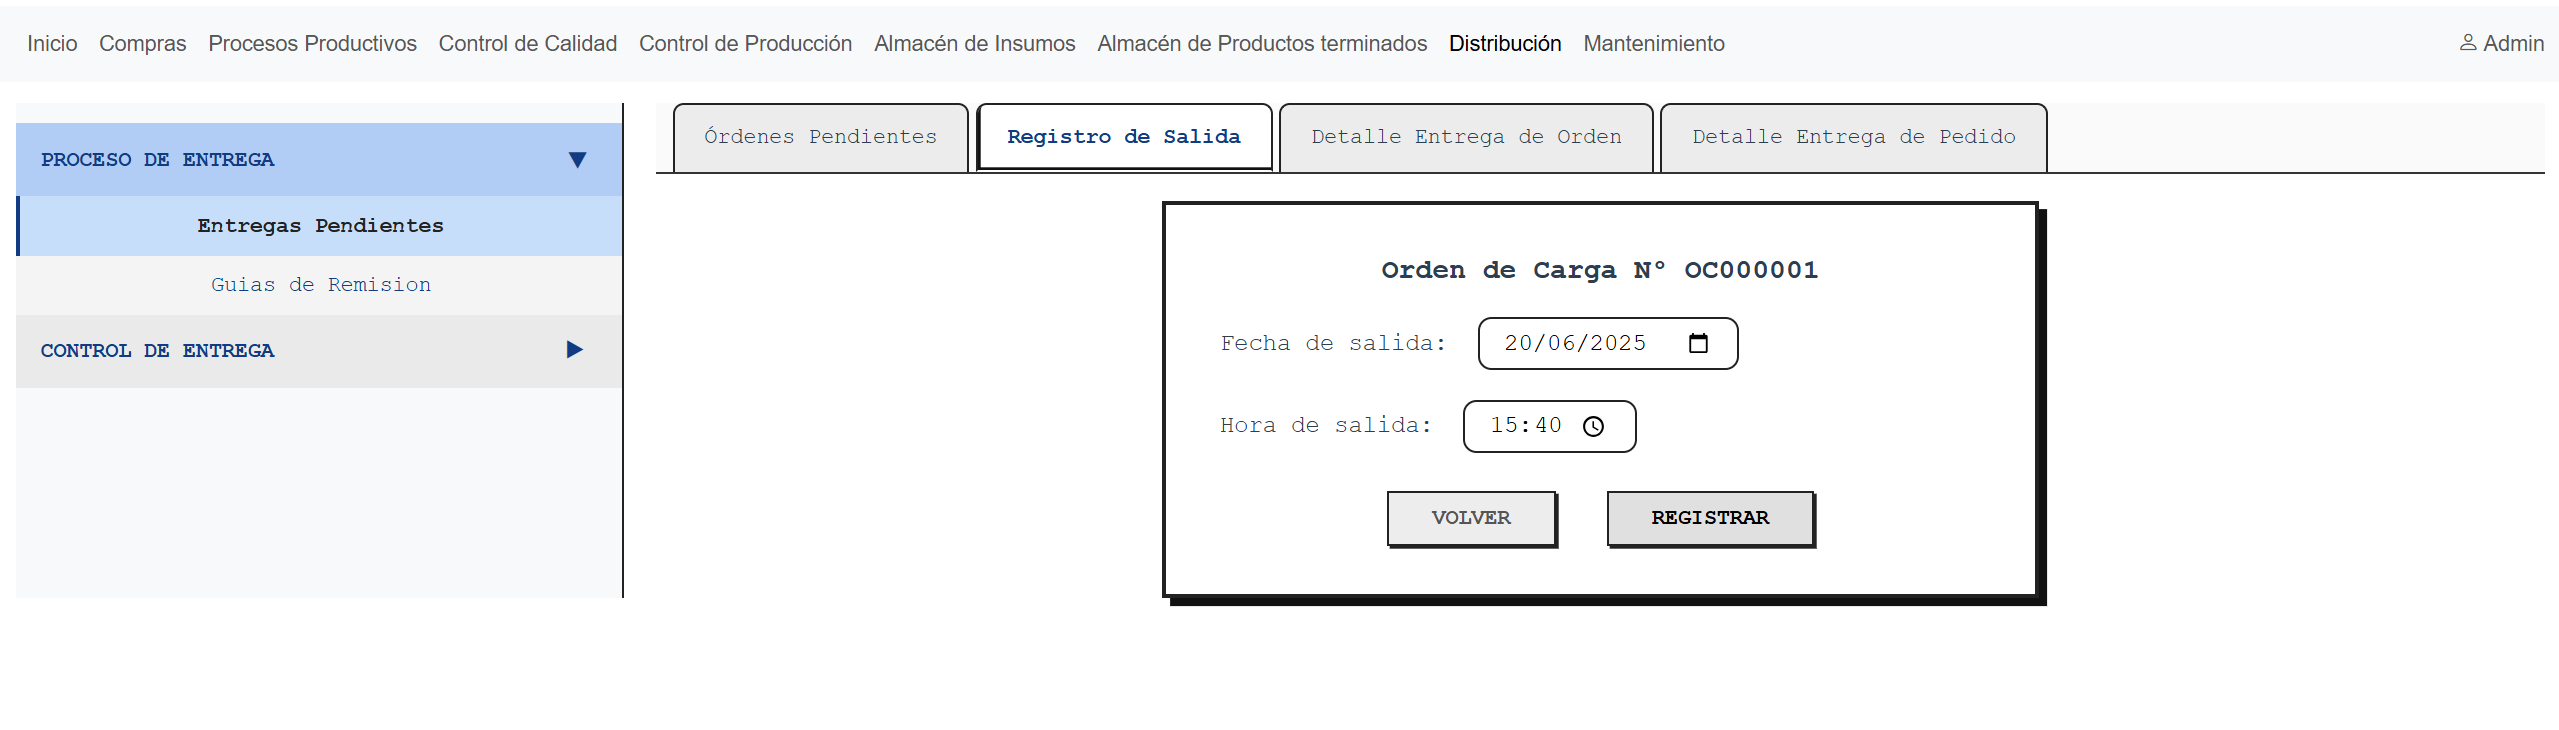 Inicio Compras Procesos Productivos Control de Calidad Control de Producción Almacén de Insumos Almacén de Productos terminados Distribución Mantenimiento Admin
PROCESO DE ENTREGA
Entregas Pendientes
Guias de Remision
CONTROL DE ENTREGA
Órdenes Pendientes Registro de Salida Detalle Entrega de Orden Detalle Entrega de Pedido
Orden de Carga N° OC000001
Fecha de salida: 20/06/2025
Hora de salida: 15:40
VOLVER REGISTRAR